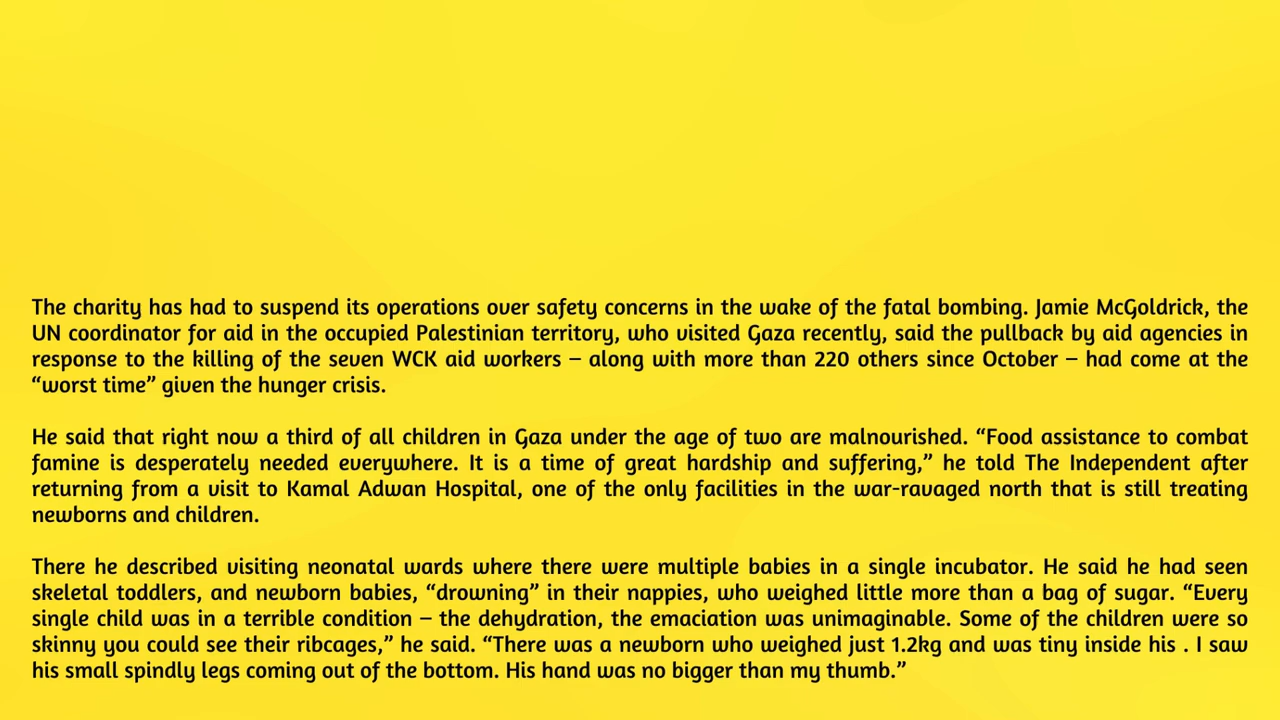 The charity has had to suspend its operations over safety concerns in the wake of the fatal bombing. Jamie McGoldrick, the
UN coordinator for aid in the occupied Palestinian territory, who visited Gaza recently, said the pullback by aid agencies in
response to the killing of the seven WCK aid workers – along with more than 220 others since October – had come at the
“worst time” given the hunger crisis.
He said that right now a third of all children in Gaza under the age of two are malnourished. “Food assistance to combat
famine is desperately needed everywhere. It is a time of great hardship and suffering,” he told The Independent after
returning from a visit to Kamal Adwan Hospital, one of the only facilities in the war-ravaged north that is still treating
newborns and children.
There he described visiting neonatal wards where there were multiple babies in a single incubator. He said he had seen
skeletal toddlers, and newborn babies, “drowning” in their nappies, who weighed little more than a bag of sugar. “Every
single child was in a terrible condition – the dehydration, the emaciation was unimaginable. Some of the children were so
skinny you could see their ribcages,” he said. “There was a newborn who weighed just 1.2kg and was tiny inside his . I saw
his small spindly legs coming out of the bottom. His hand was no bigger than my thumb.”